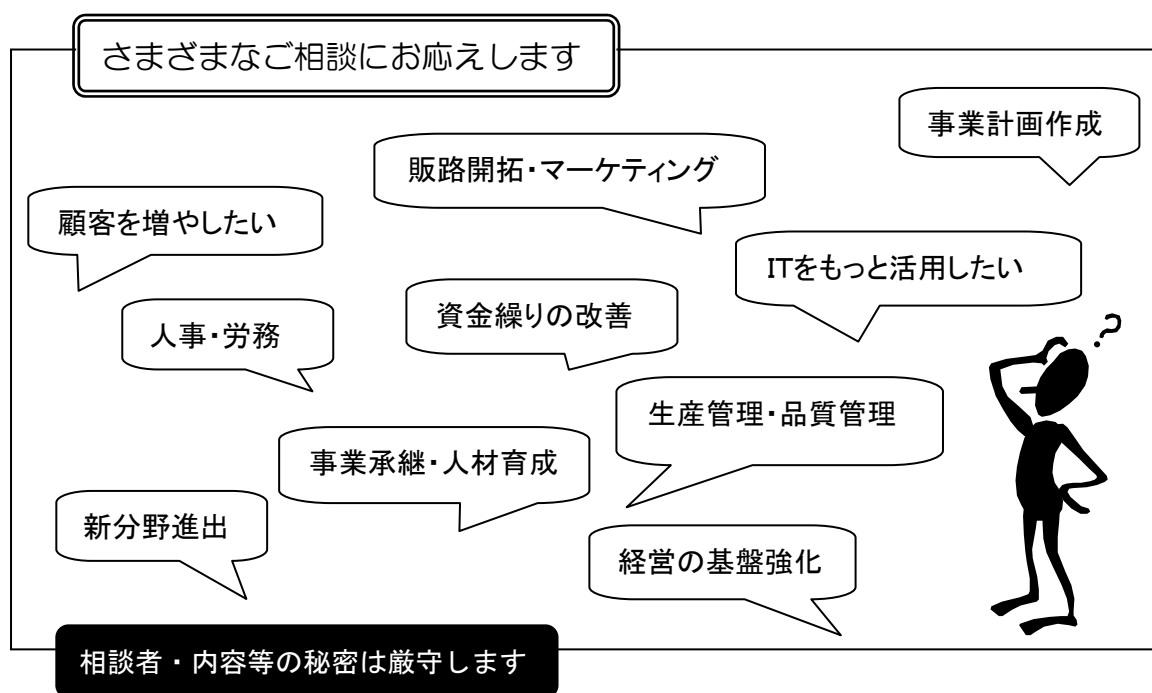 さまざまなご相談にお応えします
事業計画作成
販路開拓・マーケティング
顧客を増やしたい
ITをもっと活用したい
資金繰りの改善
人事・労務
生産管理・品質管理
事業承継・人材育成
新分野進出
経営の基盤強化
?
相談者・内容等の秘密は厳守します